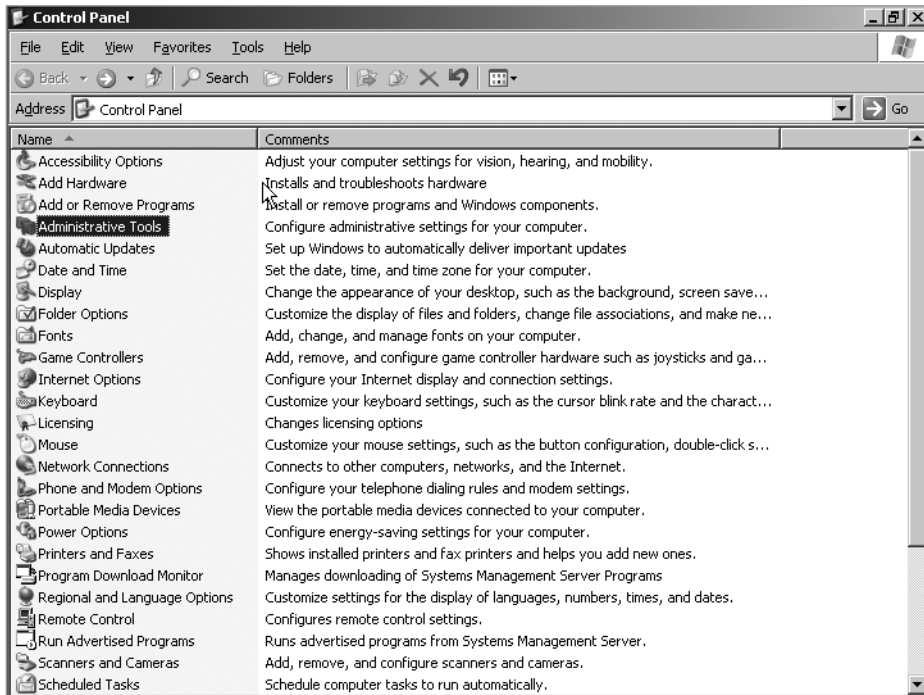 Control Panel
File Edit View Favorites Tools Help
Back Search Folders
Address Control Panel Go
Name Comments
Accessibility Options Adjust your computer settings for vision, hearing, and mobility.
Add Hardware Installs and troubleshoots hardware
Add or Remove Programs Install or remove programs and Windows components.
Administrative Tools Configure administrative settings for your computer.
Automatic Updates Set up Windows to automatically deliver important updates
Date and Time Set the date, time, and time zone for your computer.
Display Change the appearance of your desktop, such as the background, screen save...
Folder Options Customize the display of files and folders, change file associations, and make ne...
Fonts Add, change, and manage fonts on your computer.
Game Controllers Add, remove, and configure game controller hardware such as joysticks and ga...
Internet Options Configure your Internet display and connection settings.
Keyboard Customize your keyboard settings, such as the cursor blink rate and the charact...
Licensing Changes licensing options
Mouse Customize your mouse settings, such as the button configuration, double-click s...
Network Connections Connects to other computers, networks, and the Internet.
Phone and Modem Options Configure your telephone dialing rules and modem settings.
Portable Media Devices View the portable media devices connected to your computer.
Power Options Configure energy-saving settings for your computer.
Printers and Faxes Shows installed printers and fax printers and helps you add new ones.
Program Download Monitor Manages downloading of Systems Management Server Programs
Regional and Language Options Customize settings for the display of languages, numbers, times, and dates.
Remote Control Configures remote control settings.
Run Advertised Programs Runs advertised programs from Systems Management Server.
Scanners and Cameras Add, remove, and configure scanners and cameras.
Scheduled Tasks Schedule computer tasks to run automatically.